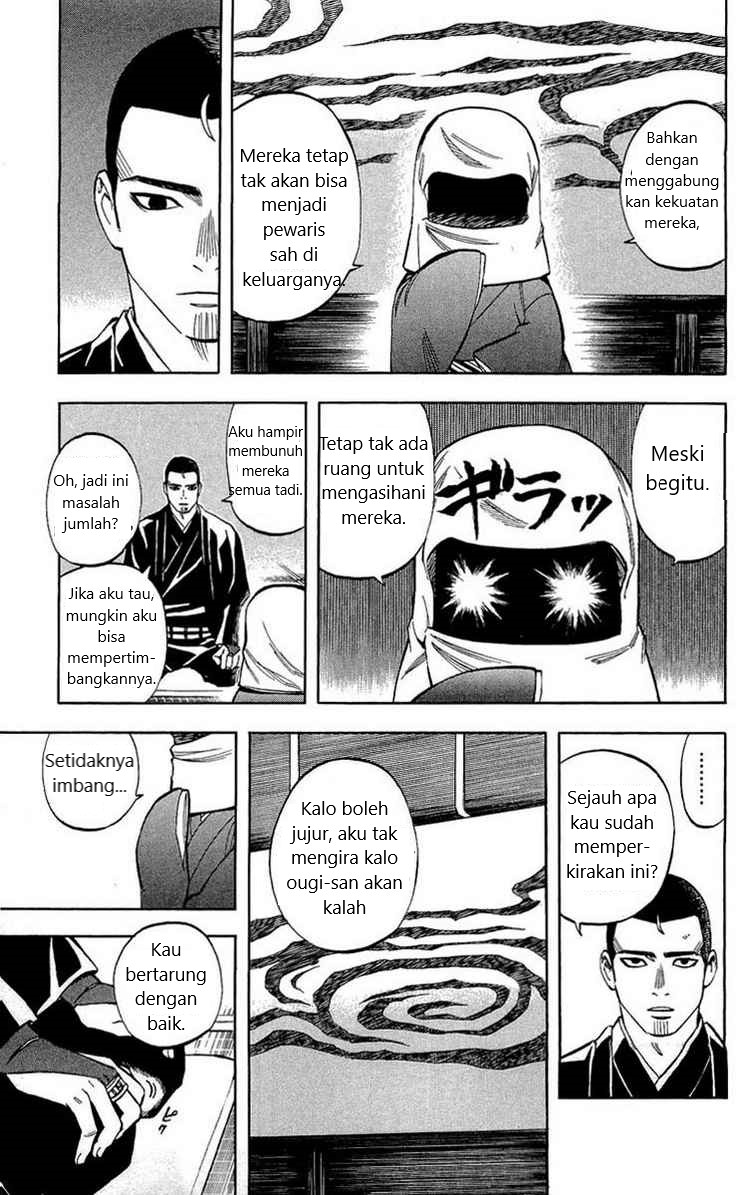 Bahkan
dengan
menggabung
kan kekuatan
mereka,
Mereka tetap
tak akan bisa
menjadi
pewaris
sah di
keluarganya.
Meski
begitu.
ギラッ
Tetap tak ada
ruang untuk
mengasihani
mereka.
Aku hampir
membunuh
mereka
semua tadi.
Oh, jadi ini
masalah
jumlah?
Jika aku tau,
mungkin aku
bisa
mempertim-
bangkannya.
........
Sejauh apa
kau sudah
memper-
kirakan ini?
Kalo boleh
jujur, aku tak
mengira kalo
ougi-san akan
kalah
Setidaknya
imbang...
Kau
bertarung
dengan
baik.
ピク